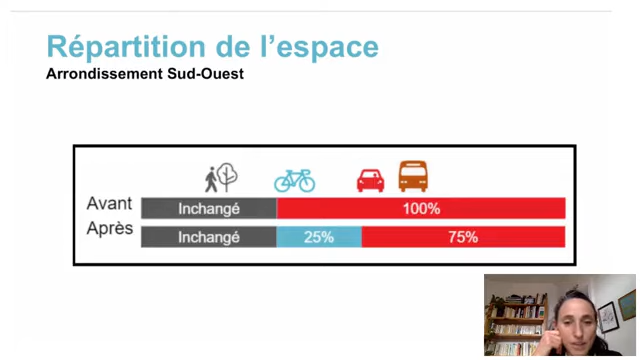 Répartition de l'espace
Arrondissement Sud-Ouest
Avant Inchangé 100%
Après Inchangé 25% 75%